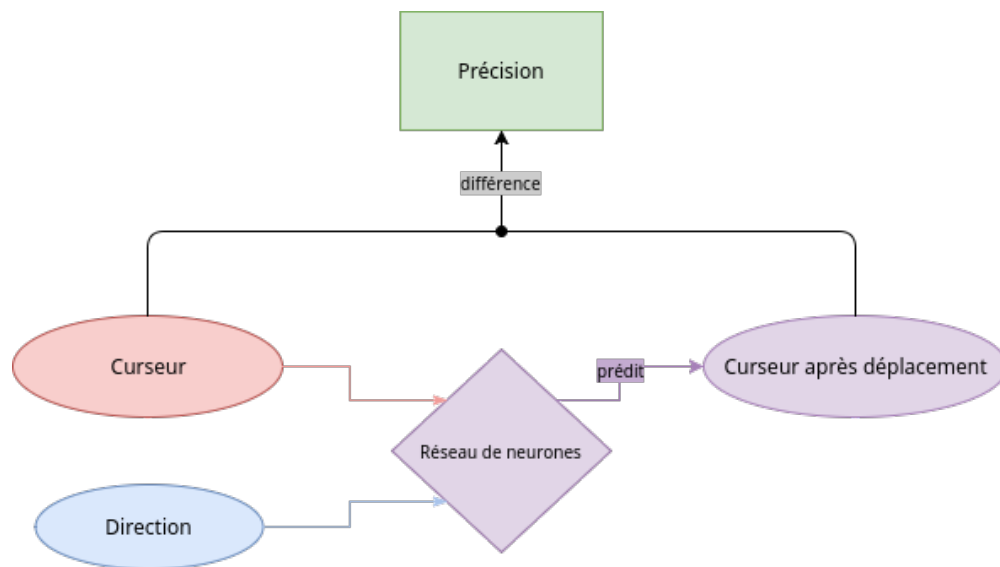 Précision
différence
Curseur
prédit
Curseur après déplacement
Réseau de neurones
Direction